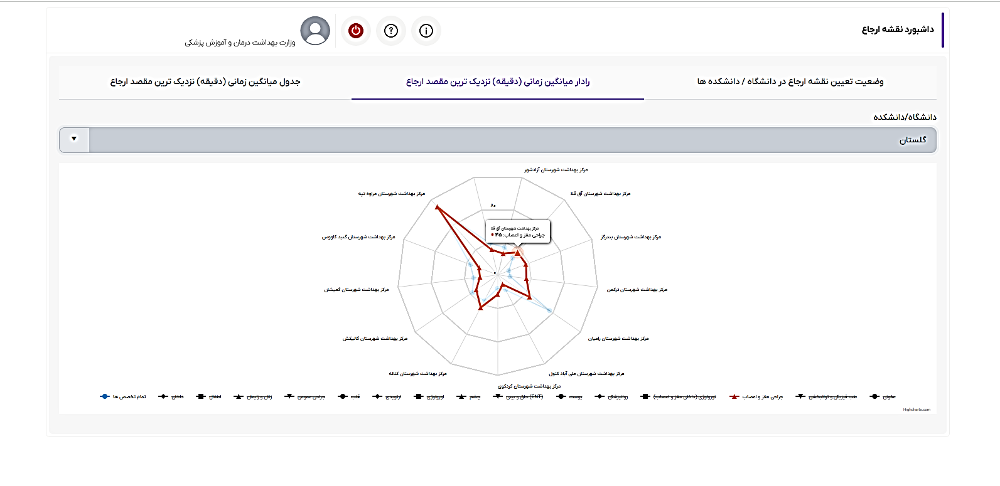 داشبورد نقشه ارجاع
وزارت بهداشت درمان و آموزش پزشکی
وضعیت تعیین نقشه ارجاع در دانشگاه / دانشکده ها
رادار میانگین زمانی (دقیقه) نزدیک ترین مقصد ارجاع
جدول میانگین زمانی (دقیقه) نزدیک ترین مقصد ارجاع
دانشگاه/دانشکده
گلستان
مرکز بهداشت شهرستان آزادشهر
مرکز بهداشت شهرستان آق قلا
مرکز بهداشت شهرستان مراوه تپه
۸۰
مرکز بهداشت شهرستان آق قلا
جراحی مغز و اعصاب: ۴۵
مرکز بهداشت شهرستان بندرگز
مرکز بهداشت شهرستان گنبد کاووس
۰
مرکز بهداشت شهرستان ترکمن
مرکز بهداشت شهرستان گمیشان
مرکز بهداشت شهرستان رامیان
مرکز بهداشت شهرستان گالیکش
مرکز بهداشت شهرستان علی آباد کتول
مرکز بهداشت شهرستان کلاله
مرکز بهداشت شهرستان کردکوی
تمام تخصص ها
داخلی
اطفال
زنان و زایمان
جراحی عمومی
قلب
ارتوپدی
اورولوژی
چشم
(ENT) حلق و بینی
پوست
روانپزشکی
نورولوژی (داخلی مغز و اعصاب)
جراحی مغز و اعصاب
طب فیزیکی و توانبخشی
عفونی
Highcharts.com